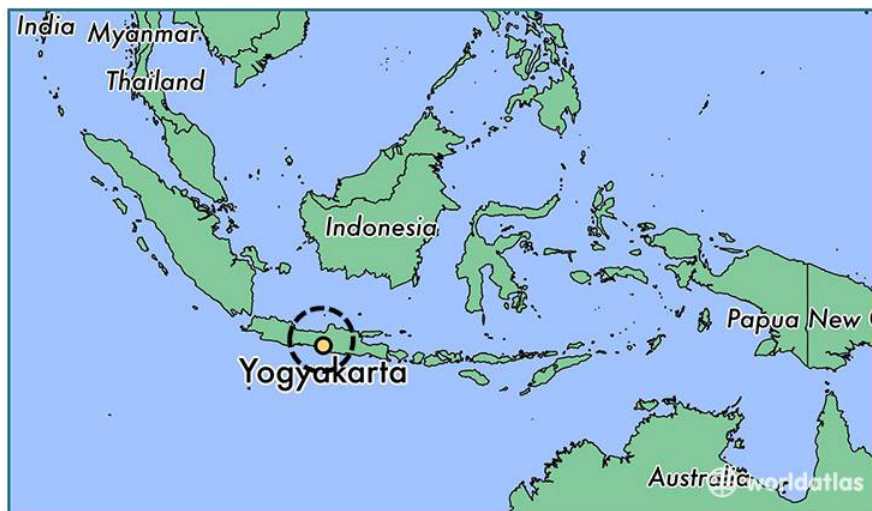 India
Myanmar
Thailand
Indonesia
Papua New G
Yogyakarta
Australia
worldatlas